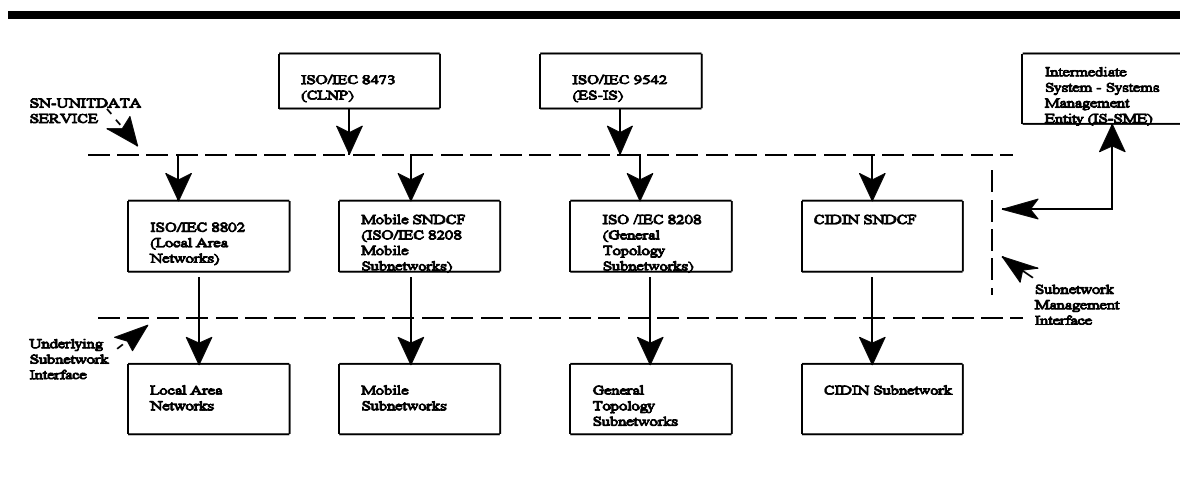 ISO/IEC 8473
(CLNP)
ISO/IEC 9542
(ES-IS)
Intermediate
System - Systems
Management
Entity (IS-SME)
SN-UNITDATA
SERVICE
ISO/IEC 8802
(Local Area
Networks)
Mobile SNDCF
(ISO/IEC 8208
Mobile
Subnetworks)
ISO /IEC 8208
(General
Topology
Subnetworks)
CIDIN SNDCF
Subnetwork
Management
Interface
Underlying
Subnetwork
Interface
Local Area
Networks
Mobile
Subnetworks
General
Topology
Subnetworks
CIDIN Subnetwork